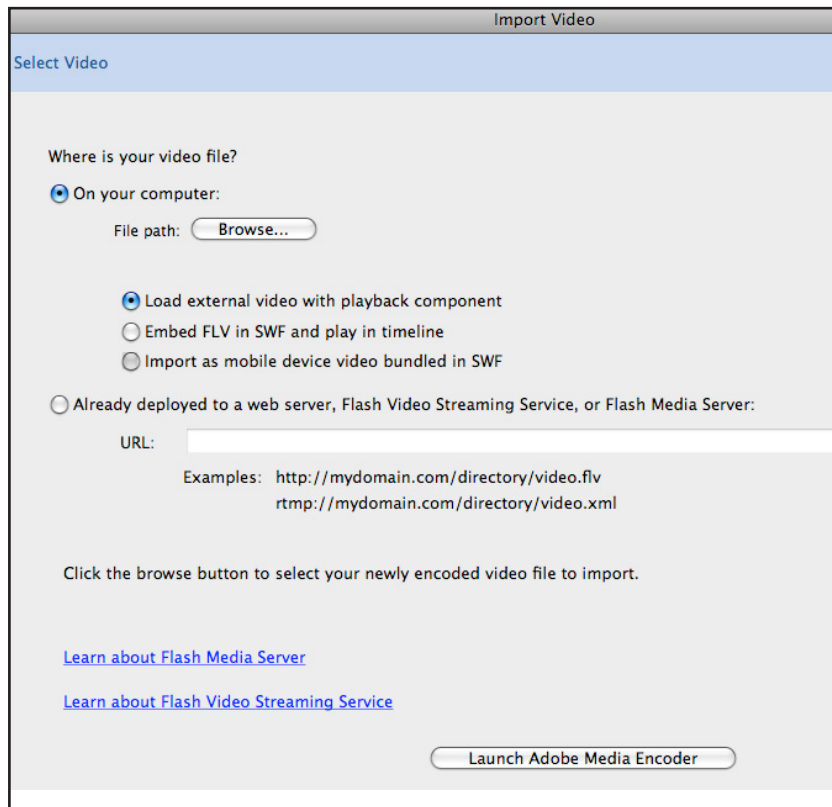 Import Video
Select Video
Where is your video file?
On your computer:
File path: Browse...
Load external video with playback component
Embed FLV in SWF and play in timeline
Import as mobile device video bundled in SWF
Already deployed to a web server, Flash Video Streaming Service, or Flash Media Server:
URL:
Examples: http://mydomain.com/directory/video.flv
rtmp://mydomain.com/directory/video.xml
Click the browse button to select your newly encoded video file to import.
Learn about Flash Media Server
Learn about Flash Video Streaming Service
Launch Adobe Media Encoder